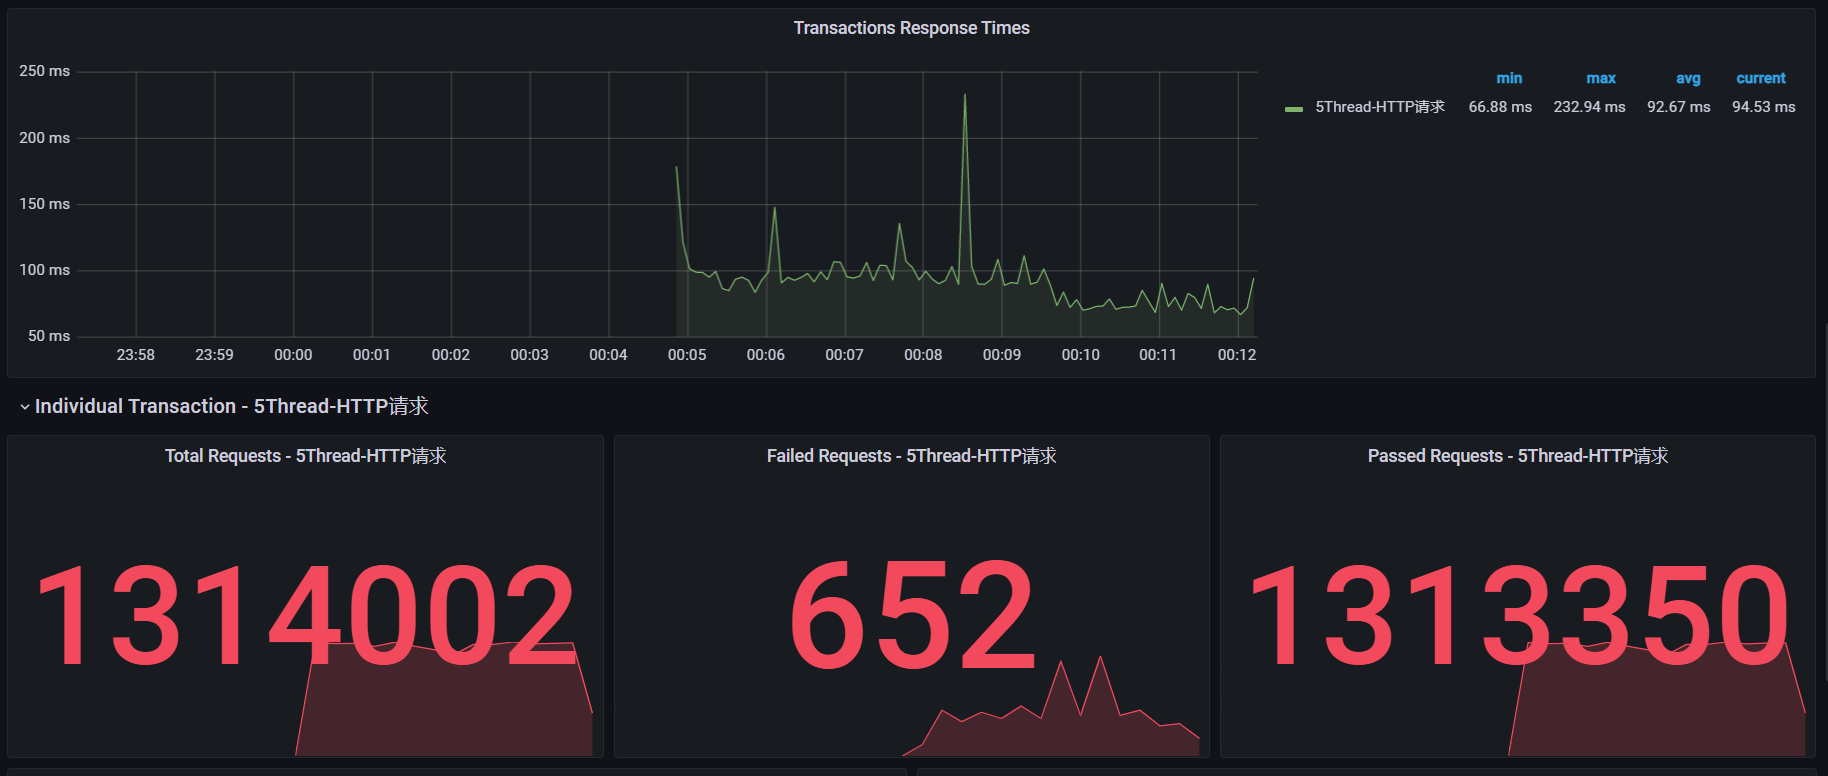 Transactions Response Times
250 ms
200 ms
150 ms
100 ms
50 ms
23:58 23:59 00:00 00:01 00:02 00:03 00:04 00:05 00:06 00:07 00:08 00:09 00:10 00:11 00:12
min max avg current
5Thread-HTTP请求 66.88 ms 232.94 ms 92.67 ms 94.53 ms
Individual Transaction - 5Thread-HTTP请求
Total Requests - 5Thread-HTTP请求
1314002
Failed Requests - 5Thread-HTTP请求
652
Passed Requests - 5Thread-HTTP请求
1313350